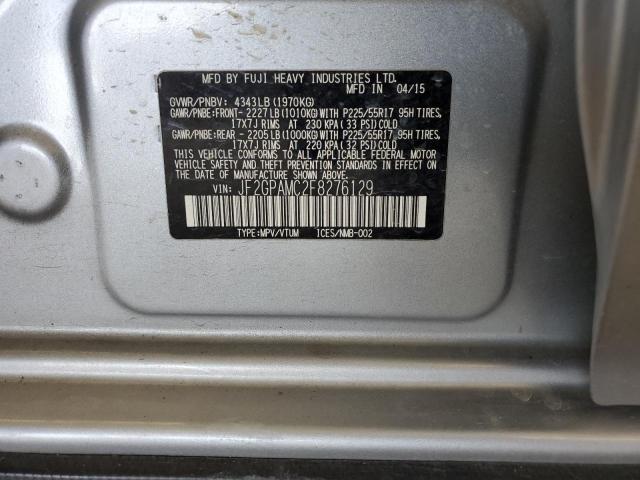 MFD BY FUJI HEAVY INDUSTRIES LTD.
MFD IN 04/15
GVWR/PNBV: 4343LB (1970KG)
GAWR/PNBE:FRONT- 2227LB(1010KG)WITH P225/55R17 95H TIRES,
17X7J RIMS AT 230 KPA(33 PSI)COLD
GAWR/PNBE:REAR - 2205LB(1000KG)WITH P225/55R17 95H TIRES,
17X7J RIMS AT 220 KPA(32 PSI)COLD
THIS VEHICLE CONFORMS TO ALL APPLICABLE FEDERAL MOTOR
VEHICLE SAFETY AND THEFT PREVENTION STANDARDS IN EFFECT ON
THE DATE OF MANUFACTURE SHOWN ABOVE.
VIN: JF2GPAMC2F8276129
TYPE:MPV/VTUM ICES/NMB-002